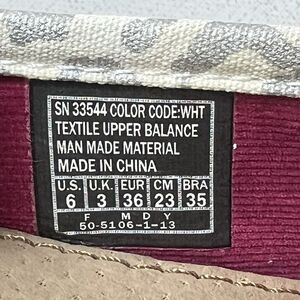 SN 33544 COLOR CODE:WHT
TEXTILE UPPER BALANCE
MAN MADE MATERIAL
MADE IN CHINA
U.S. U.K. EUR CM BRA
6 3 36 23 35
F M D Y
50-5106-1-13